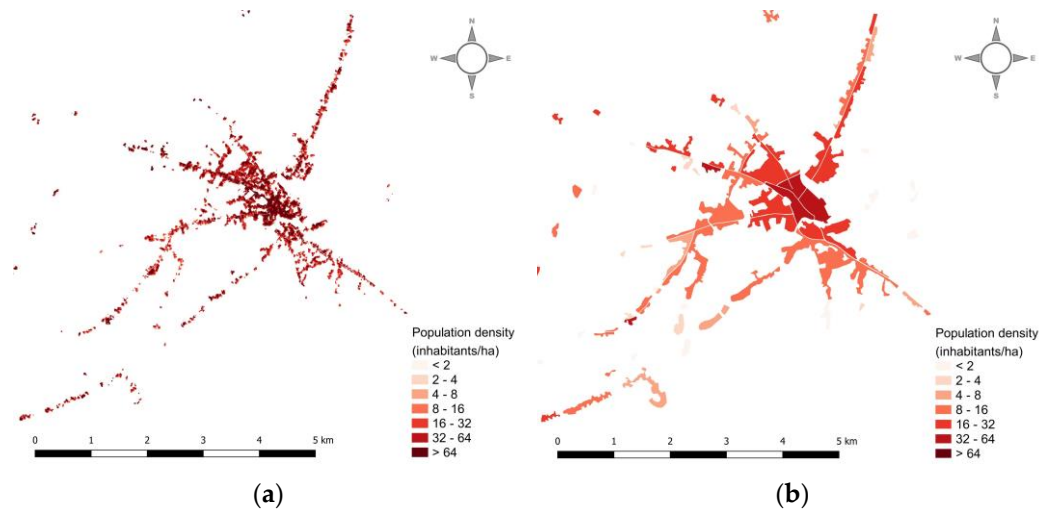 N
W E
S
Population density
(inhabitants/ha)
< 2
2 - 4
4 - 8
8 - 16
16 - 32
32 - 64
> 64
0 1 2 3 4 5 km
(a)
N
W E
S
Population density
(inhabitants/ha)
< 2
2 - 4
4 - 8
8 - 16
16 - 32
32 - 64
> 64
0 1 2 3 4 5 km
(b)